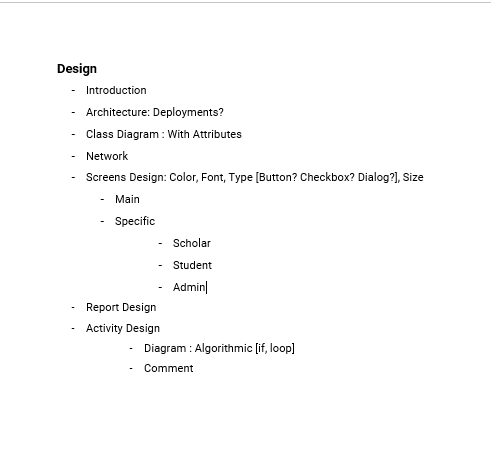 Design
- Introduction
- Architecture: Deployments?
- Class Diagram : With Attributes
- Network
- Screens Design: Color, Font, Type [Button? Checkbox? Dialog?], Size
- Main
- Specific
- Scholar
- Student
- Admin
- Report Design
- Activity Design
- Diagram : Algorithmic [if, loop]
- Comment